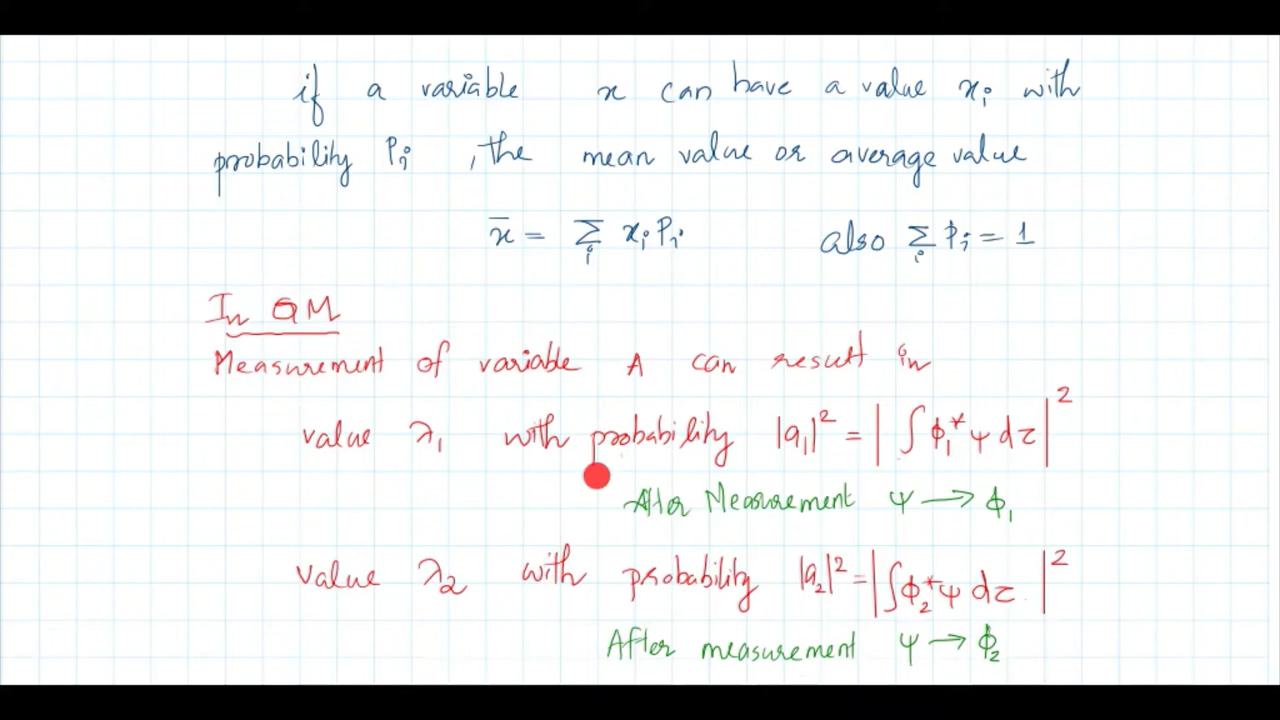 if a variable x can have a value xᵢ with
probability Pᵢ , the mean value or average value
x̄ = Σᵢ xᵢ Pᵢ also Σᵢ Pᵢ = 1
In QM
Measurement of variable A can result in
value λ₁ with probability |a₁|² = | ∫ ϕ₁* ψ dτ |²
After Measurement ψ → ϕ₁
value λ₂ with probability |a₂|² = | ∫ ϕ₂* ψ dτ |²
After measurement ψ → ϕ₂